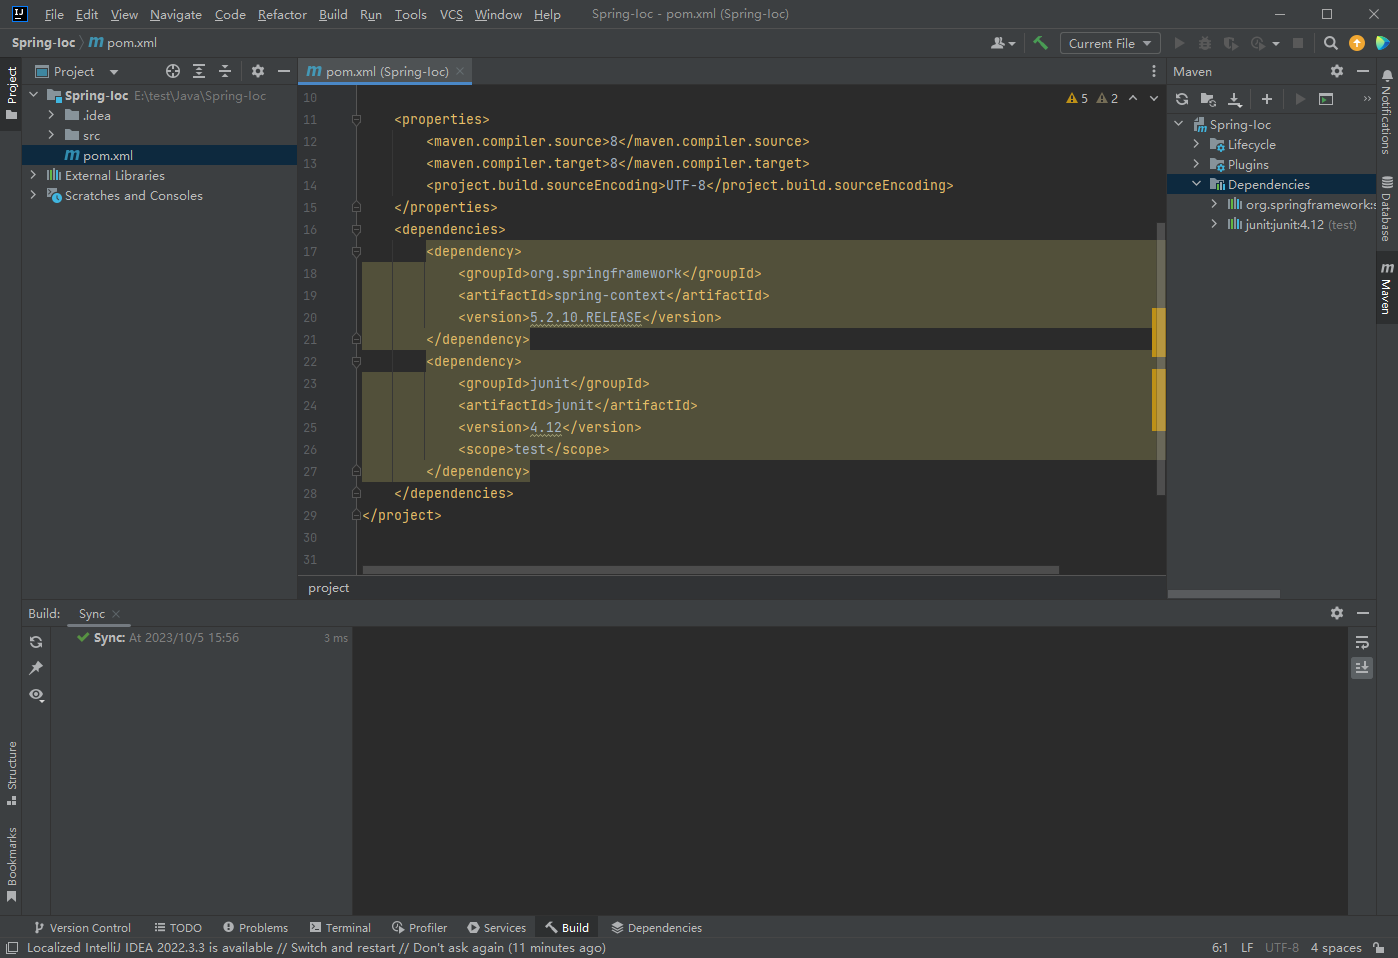 File Edit View Navigate Code Refactor Build Run Tools VCS Window Help Spring-Ioc - pom.xml (Spring-Ioc)
Spring-Ioc m pom.xml Current File
Project
Project
Spring-Ioc E:\test\Java\Spring-Ioc
.idea
src
m pom.xml
External Libraries
Scratches and Consoles
Structure
Bookmarks
m pom.xml (Spring-Ioc)
5 2
10
11 <properties>
12 <maven.compiler.source>8</maven.compiler.source>
13 <maven.compiler.target>8</maven.compiler.target>
14 <project.build.sourceEncoding>UTF-8</project.build.sourceEncoding>
15 </properties>
16 <dependencies>
17 <dependency>
18 <groupId>org.springframework</groupId>
19 <artifactId>spring-context</artifactId>
20 <version>5.2.10.RELEASE</version>
21 </dependency>
22 <dependency>
23 <groupId>junit</groupId>
24 <artifactId>junit</artifactId>
25 <version>4.12</version>
26 <scope>test</scope>
27 </dependency>
28 </dependencies>
29 </project>
30
31
project
Maven
Spring-Ioc
Lifecycle
Plugins
Dependencies
org.springframework:s
junit:junit:4.12 (test)
Notifications
Database
m Maven
Build: Sync
Sync: At 2023/10/5 15:56 3 ms
Version Control TODO Problems Terminal Profiler Services Build Dependencies
Localized IntelliJ IDEA 2022.3.3 is available // Switch and restart // Don't ask again (11 minutes ago) 6:1 LF UTF-8 4 spaces